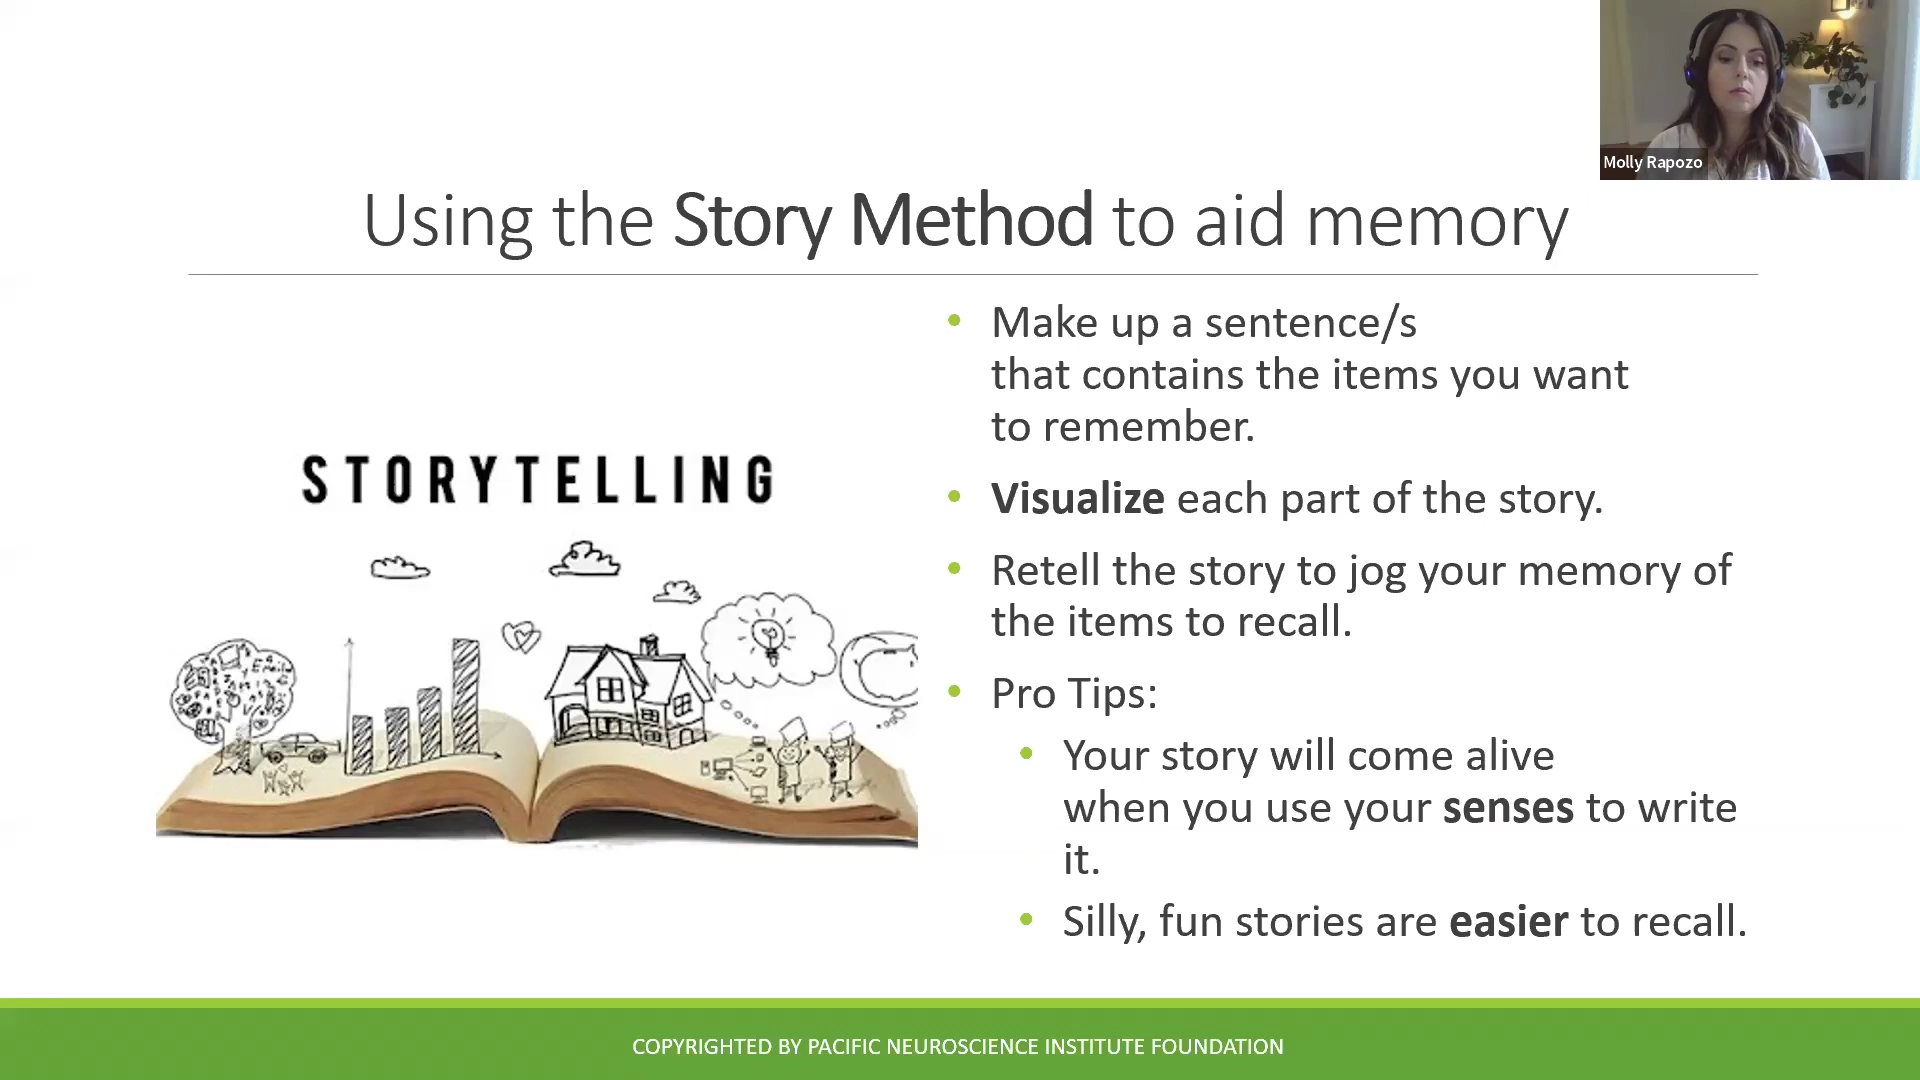 Molly Rapozo
Using the Story Method to aid memory
STORYTELLING
• Make up a sentence/s
that contains the items you want
to remember.
• Visualize each part of the story.
• Retell the story to jog your memory of
the items to recall.
• Pro Tips:
• Your story will come alive
when you use your senses to write
it.
• Silly, fun stories are easier to recall.
COPYRIGHTED BY PACIFIC NEUROSCIENCE INSTITUTE FOUNDATION